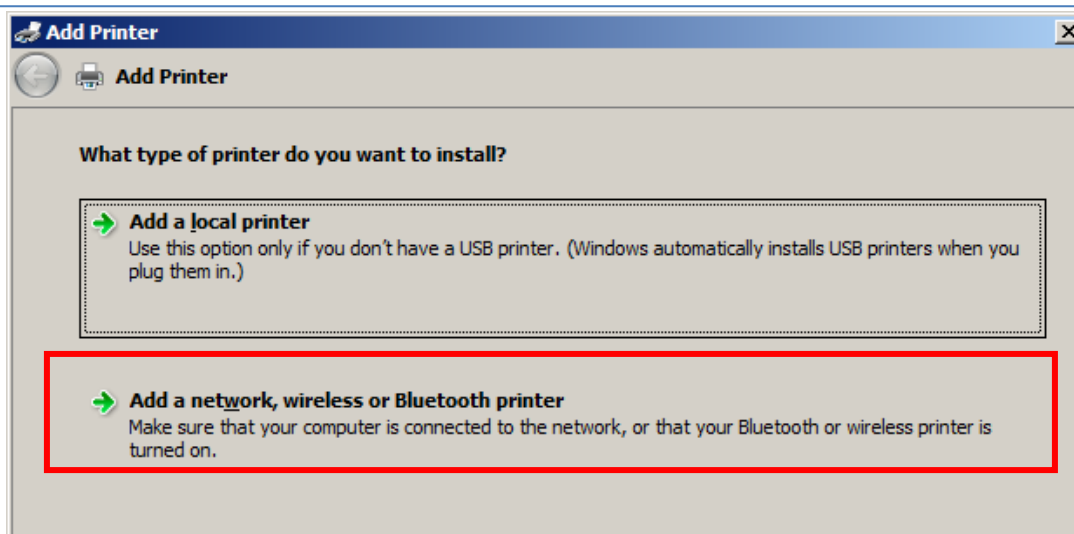 Add Printer
Add Printer
What type of printer do you want to install?
Add a local printer
Use this option only if you don't have a USB printer. (Windows automatically installs USB printers when you
plug them in.)
Add a network, wireless or Bluetooth printer
Make sure that your computer is connected to the network, or that your Bluetooth or wireless printer is
turned on.